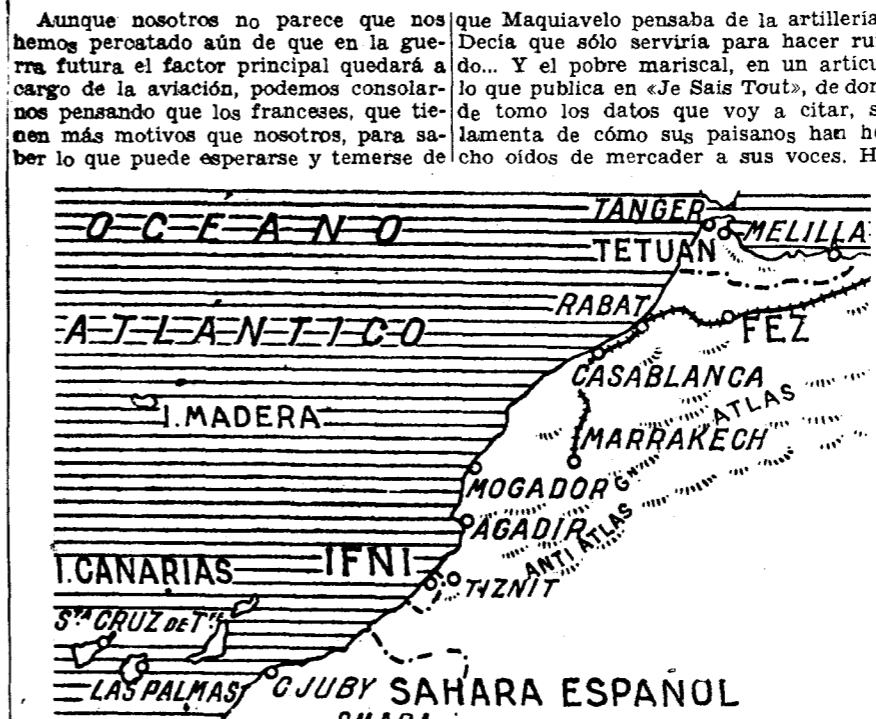 Aunque nosotros no parece que nos
hemos percatado aún de que en la gue-
rra futura el factor principal quedará a
cargo de la aviación, podemos consolar-
nos pensando que los franceses, que tie-
nen más motivos que nosotros, para sa-
ber lo que puede esperarse y temerse de
que Maquiavelo pensaba de la artillería
Decía que sólo serviría para hacer rui
do... Y el pobre mariscal, en un artícu
lo que publica en «Je Sais Tout», de don
de tomo los datos que voy a citar, s
lamenta de cómo sus paisanos han he
cho oídos de mercader a sus voces. H
OCEANO
ATLANTICO
TANGER
MELILLA
TETUAN
RABAT
FEZ
CASABLANCA
I. MADERA
Gⁿ ATLAS
MARRAKECH
MOGADOR
AGADIR
ANTI ATLAS
IFNI
I. CANARIAS
TIZNIT
Sᵀᴬ CRUZ DE Tᶠᵉ
LAS PALMAS
C JUBY
SAHARA ESPAÑOL